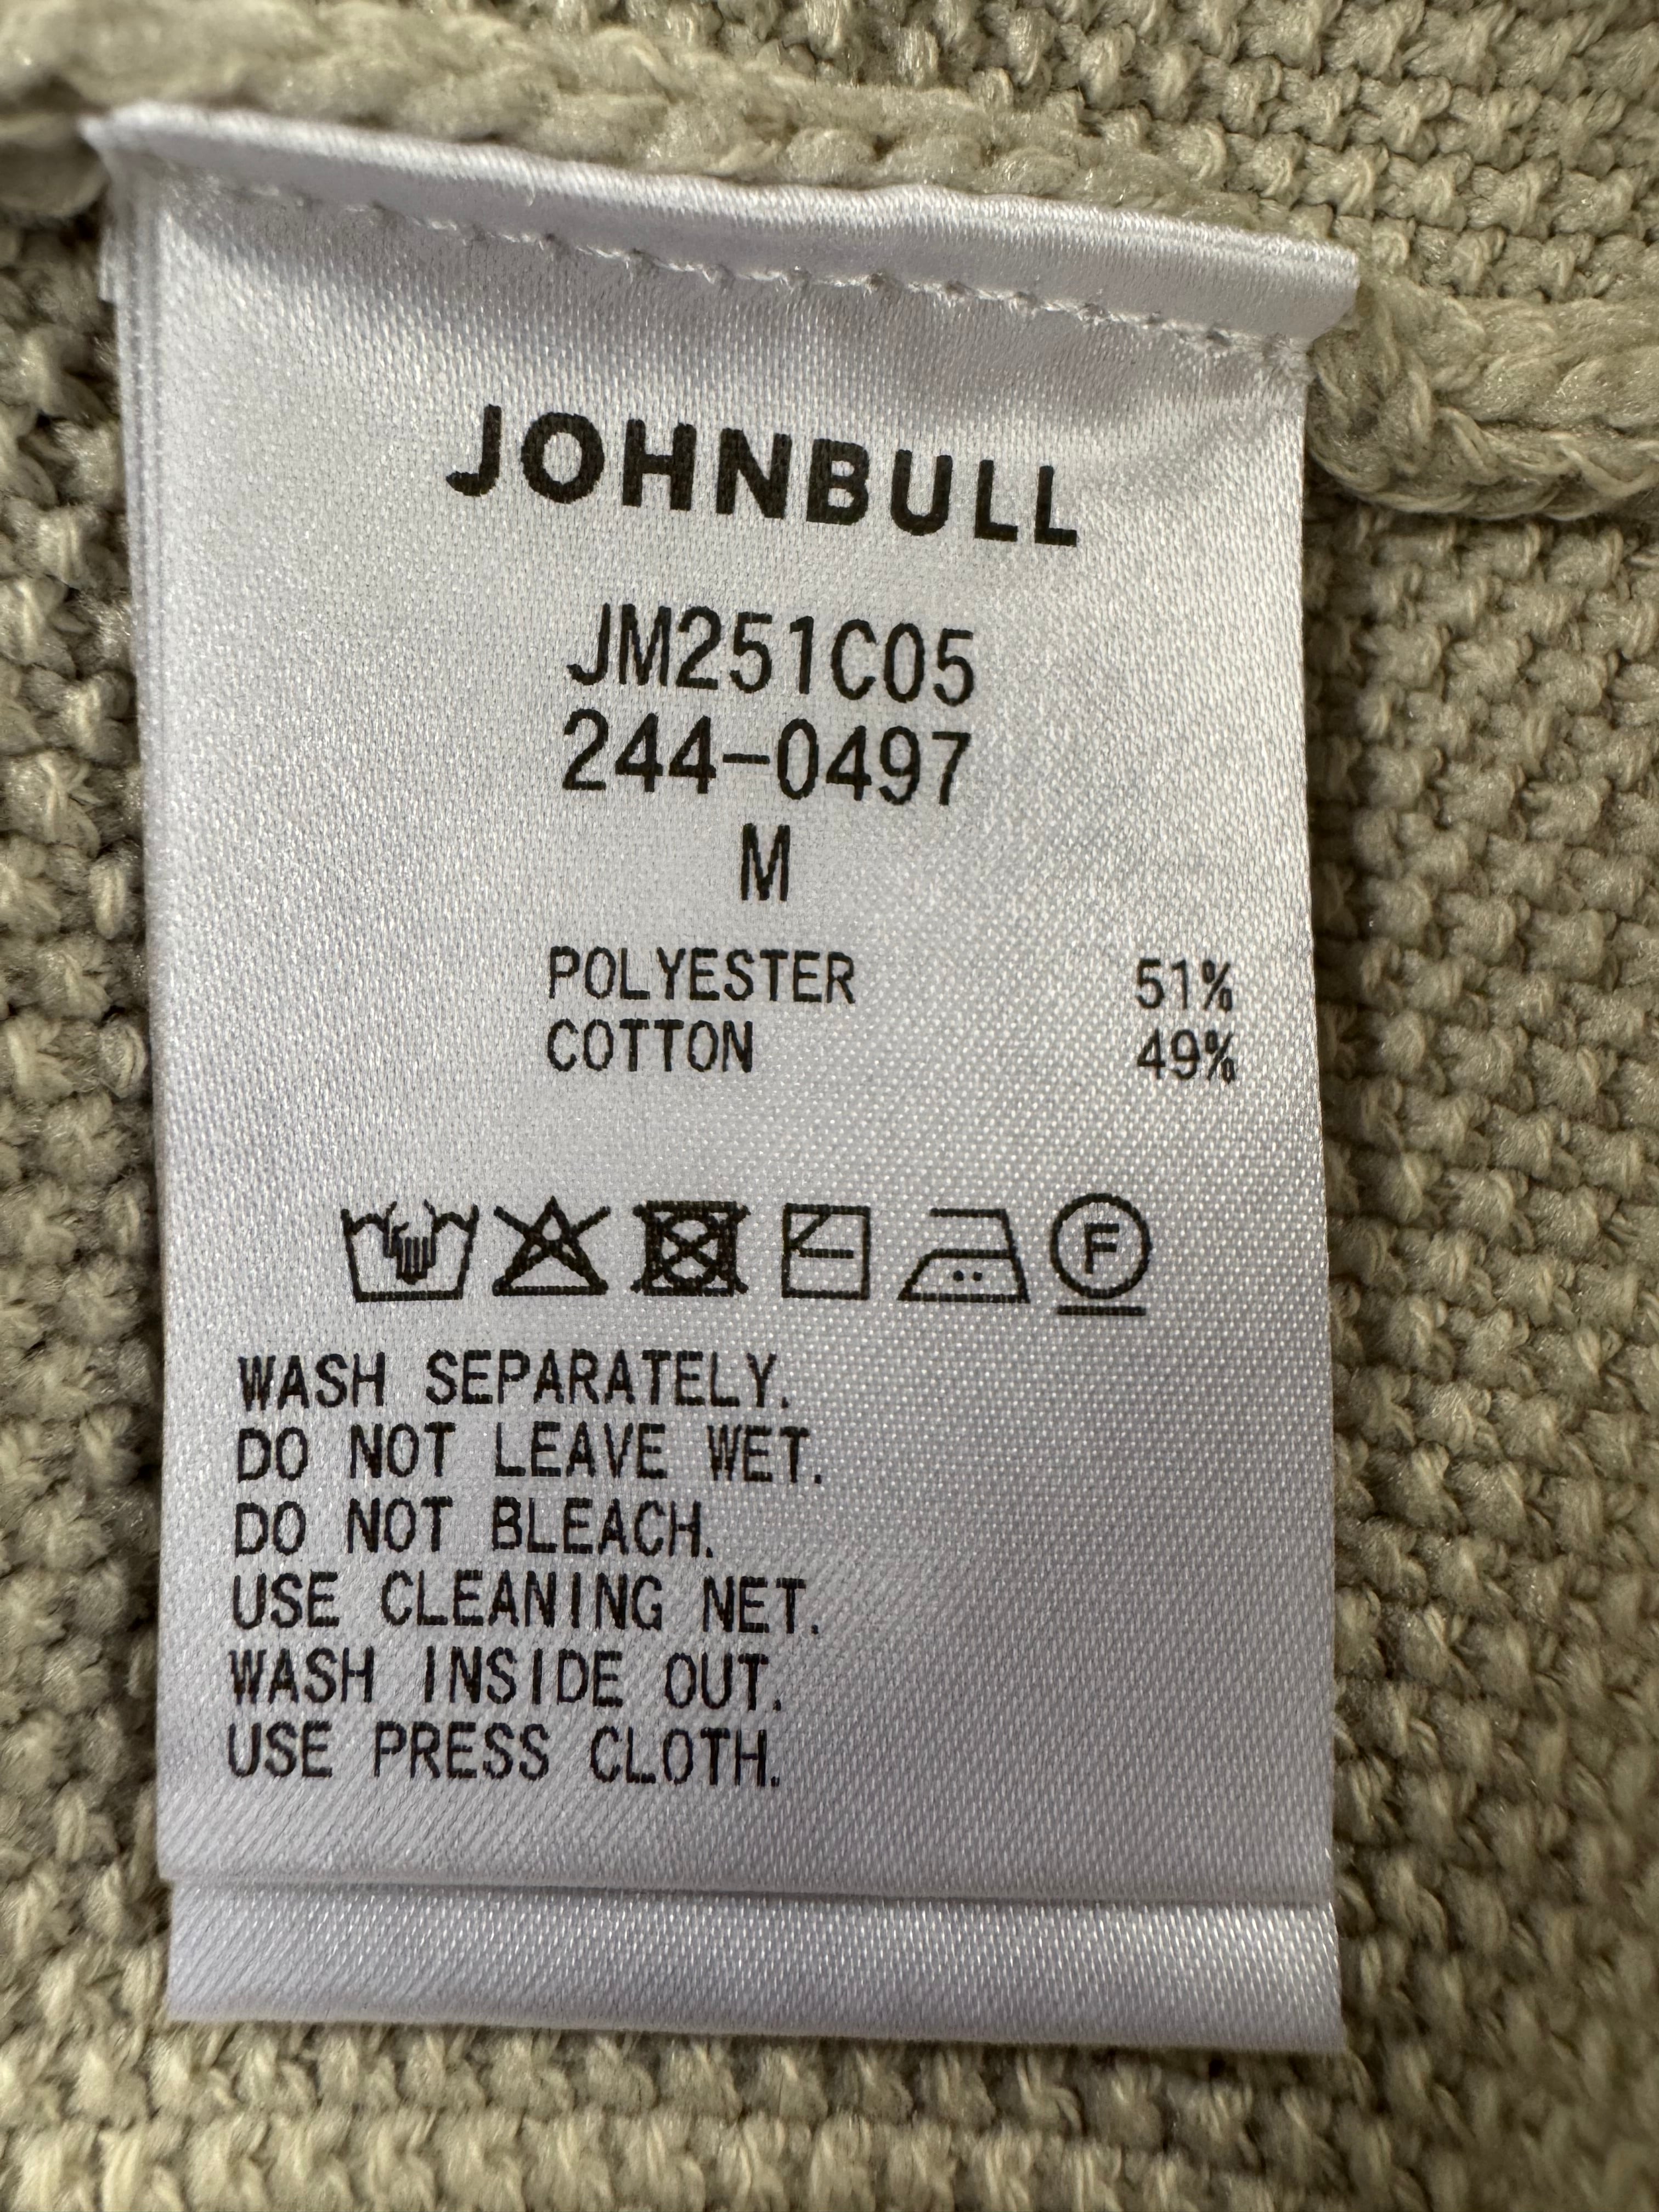 JOHNBULL
JM251C05
244-0497
M
POLYESTER 51%
COTTON 49%
F
WASH SEPARATELY.
DO NOT LEAVE WET.
DO NOT BLEACH.
USE CLEANING NET.
WASH INSIDE OUT.
USE PRESS CLOTH.